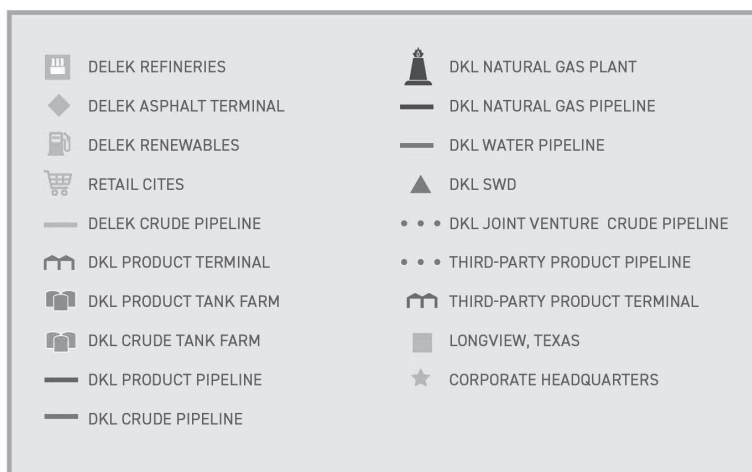 DELEK REFINERIES
DELEK ASPHALT TERMINAL
DELEK RENEWABLES
RETAIL CITES
DELEK CRUDE PIPELINE
DKL PRODUCT TERMINAL
DKL PRODUCT TANK FARM
DKL CRUDE TANK FARM
DKL PRODUCT PIPELINE
DKL CRUDE PIPELINE
DKL NATURAL GAS PLANT
DKL NATURAL GAS PIPELINE
DKL WATER PIPELINE
DKL SWD
DKL JOINT VENTURE CRUDE PIPELINE
THIRD-PARTY PRODUCT PIPELINE
THIRD-PARTY PRODUCT TERMINAL
LONGVIEW, TEXAS
CORPORATE HEADQUARTERS